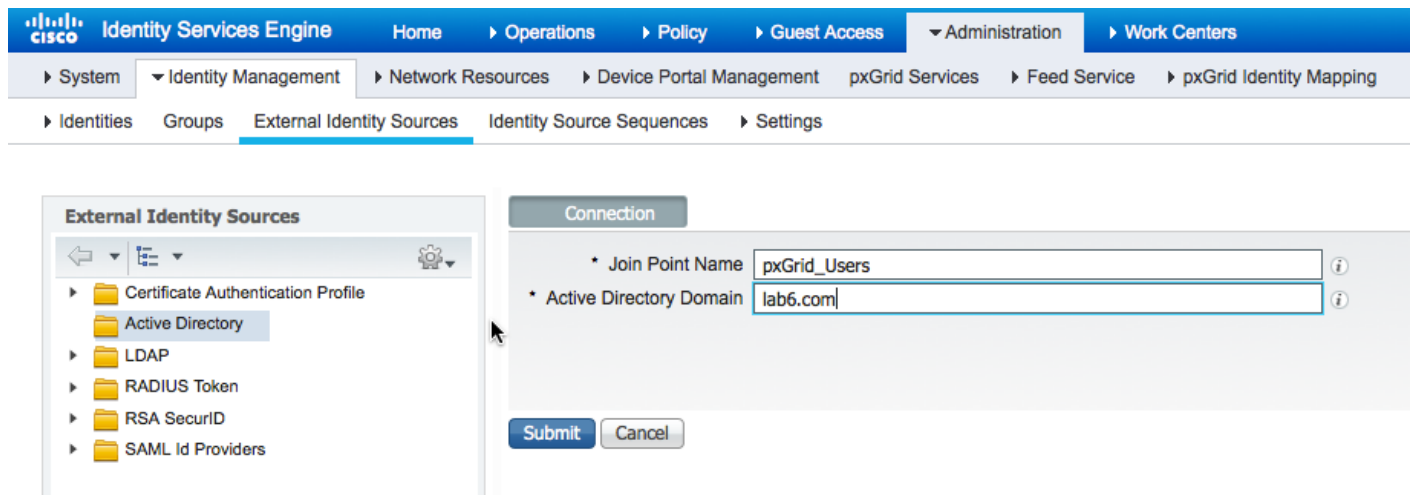 cisco Identity Services Engine Home Operations Policy Guest Access Administration Work Centers
System Identity Management Network Resources Device Portal Management pxGrid Services Feed Service pxGrid Identity Mapping
Identities Groups External Identity Sources Identity Source Sequences Settings
External Identity Sources
Certificate Authentication Profile
Active Directory
LDAP
RADIUS Token
RSA SecurID
SAML Id Providers
Connection
* Join Point Name pxGrid_Users
* Active Directory Domain lab6.com
Submit Cancel